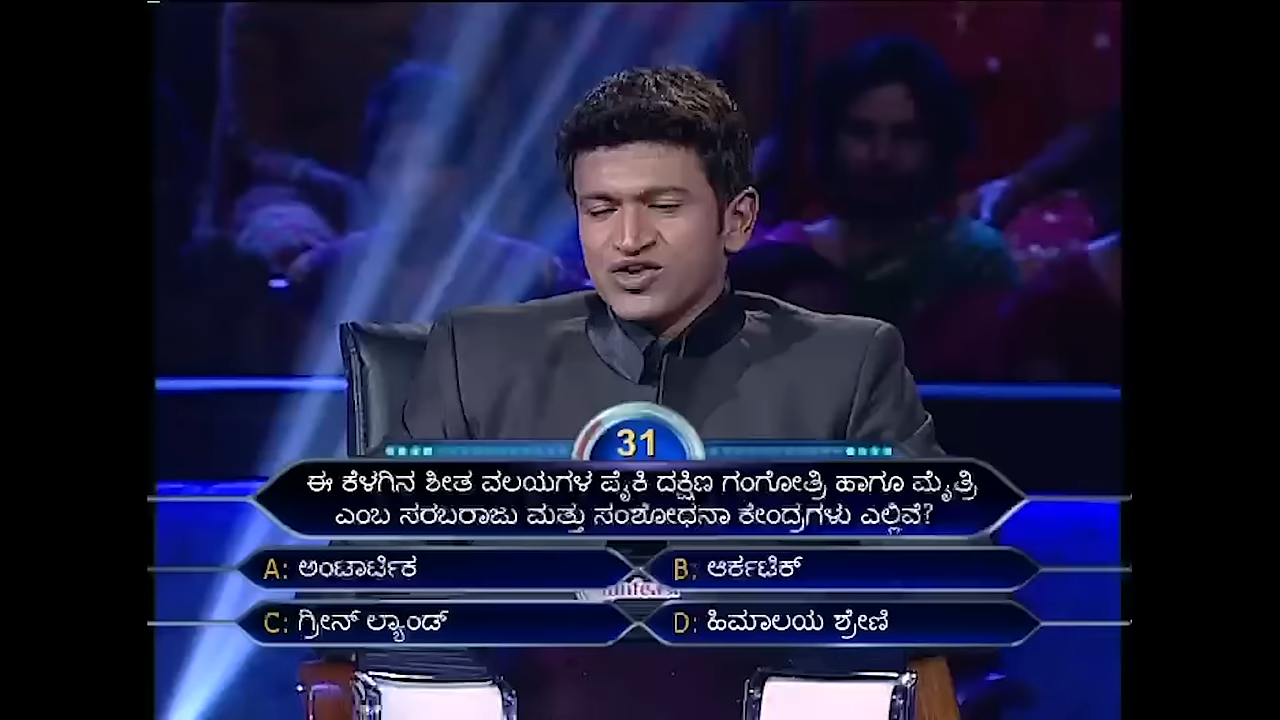 31
ಈ ಕೆಳಗಿನ ಶೀತ ವಲಯಗಳ ಪೈಕಿ ದಕ್ಷಿಣ ಗಂಗೋತ್ರಿ ಹಾಗೂ ಮೈತ್ರಿ
ಎಂಬ ಸರಬರಾಜು ಮತ್ತು ಸಂಶೋಧನಾ ಕೇಂದ್ರಗಳು ಎಲ್ಲಿವೆ?
A: ಅಂಟಾರ್ಟಿಕ
B: ಆರ್ಕಟಿಕ್
C: ಗ್ರೀನ್ ಲ್ಯಾಂಡ್
D: ಹಿಮಾಲಯ ಶ್ರೇಣಿ